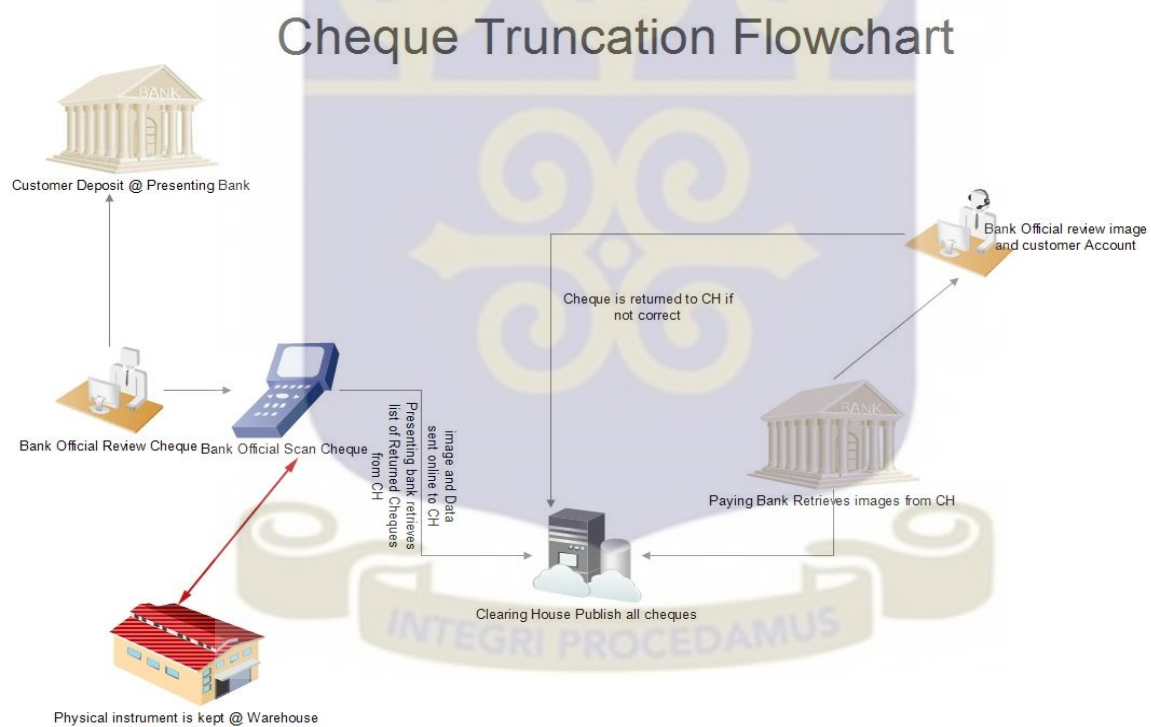 Cheque Truncation Flowchart
BANK
Customer Deposit @ Presenting Bank
Bank Official review image
and customer Account
Cheque is returned to CH if
not correct
Bank Official Review Cheque
Bank Official Scan Cheque
image and Data
sent online to CH
Presenting bank retrieves
list of Returned Cheques
from CH
BANK
Paying Bank Retrieves images from CH
Clearing House Publish all cheques
INTEGRI PROCEDAMUS
Physical instrument is kept @ Warehouse